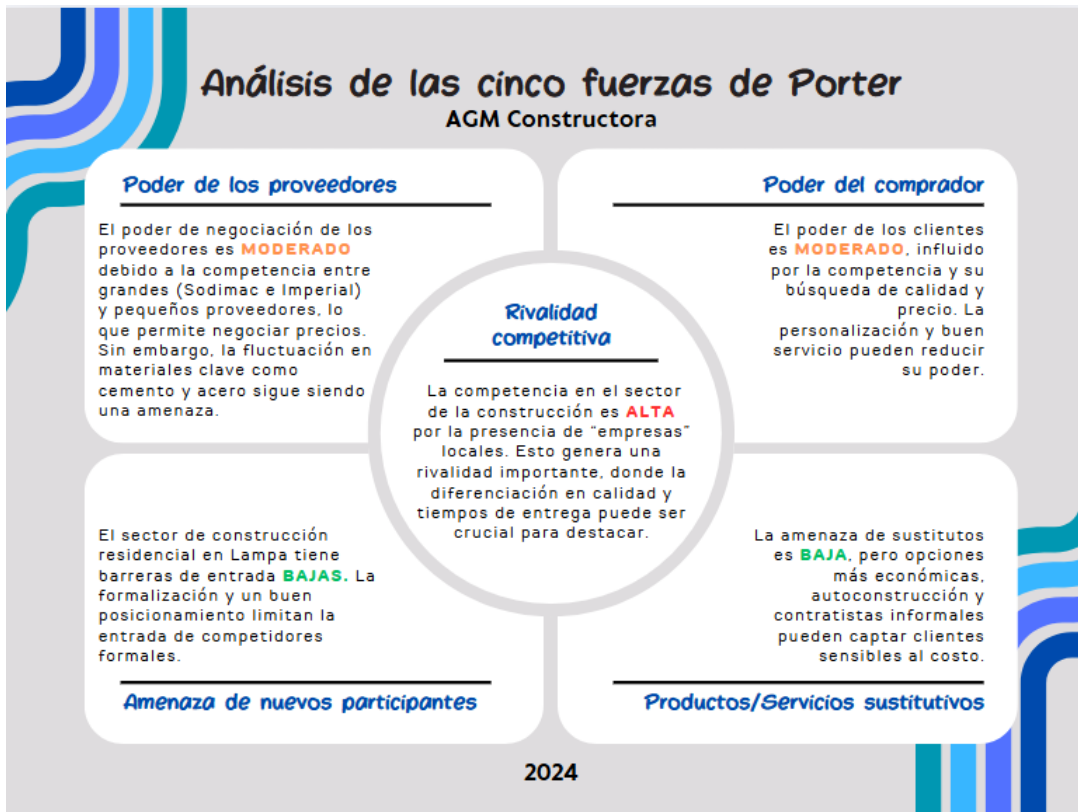 Análisis de las cinco fuerzas de Porter
AGM Constructora
Poder de los proveedores
El poder de negociación de los
proveedores es MODERADO
debido a la competencia entre
grandes (Sodimac e Imperial)
y pequeños proveedores, lo
que permite negociar precios.
Sin embargo, la fluctuación en
materiales clave como
cemento y acero sigue siendo
una amenaza.
Poder del comprador
El poder de los clientes
es MODERADO, influido
por la competencia y su
búsqueda de calidad y
precio. La
personalización y buen
servicio pueden reducir
su poder.
Rivalidad
competitiva
La competencia en el sector
de la construcción es ALTA
por la presencia de “empresas”
locales. Esto genera una
rivalidad importante, donde la
diferenciación en calidad y
tiempos de entrega puede ser
crucial para destacar.
El sector de construcción
residencial en Lampa tiene
barreras de entrada BAJAS. La
formalización y un buen
posicionamiento limitan la
entrada de competidores
formales.
Amenaza de nuevos participantes
La amenaza de sustitutos
es BAJA, pero opciones
más económicas,
autoconstrucción y
contratistas informales
pueden captar clientes
sensibles al costo.
Productos/Servicios sustitutivos
2024